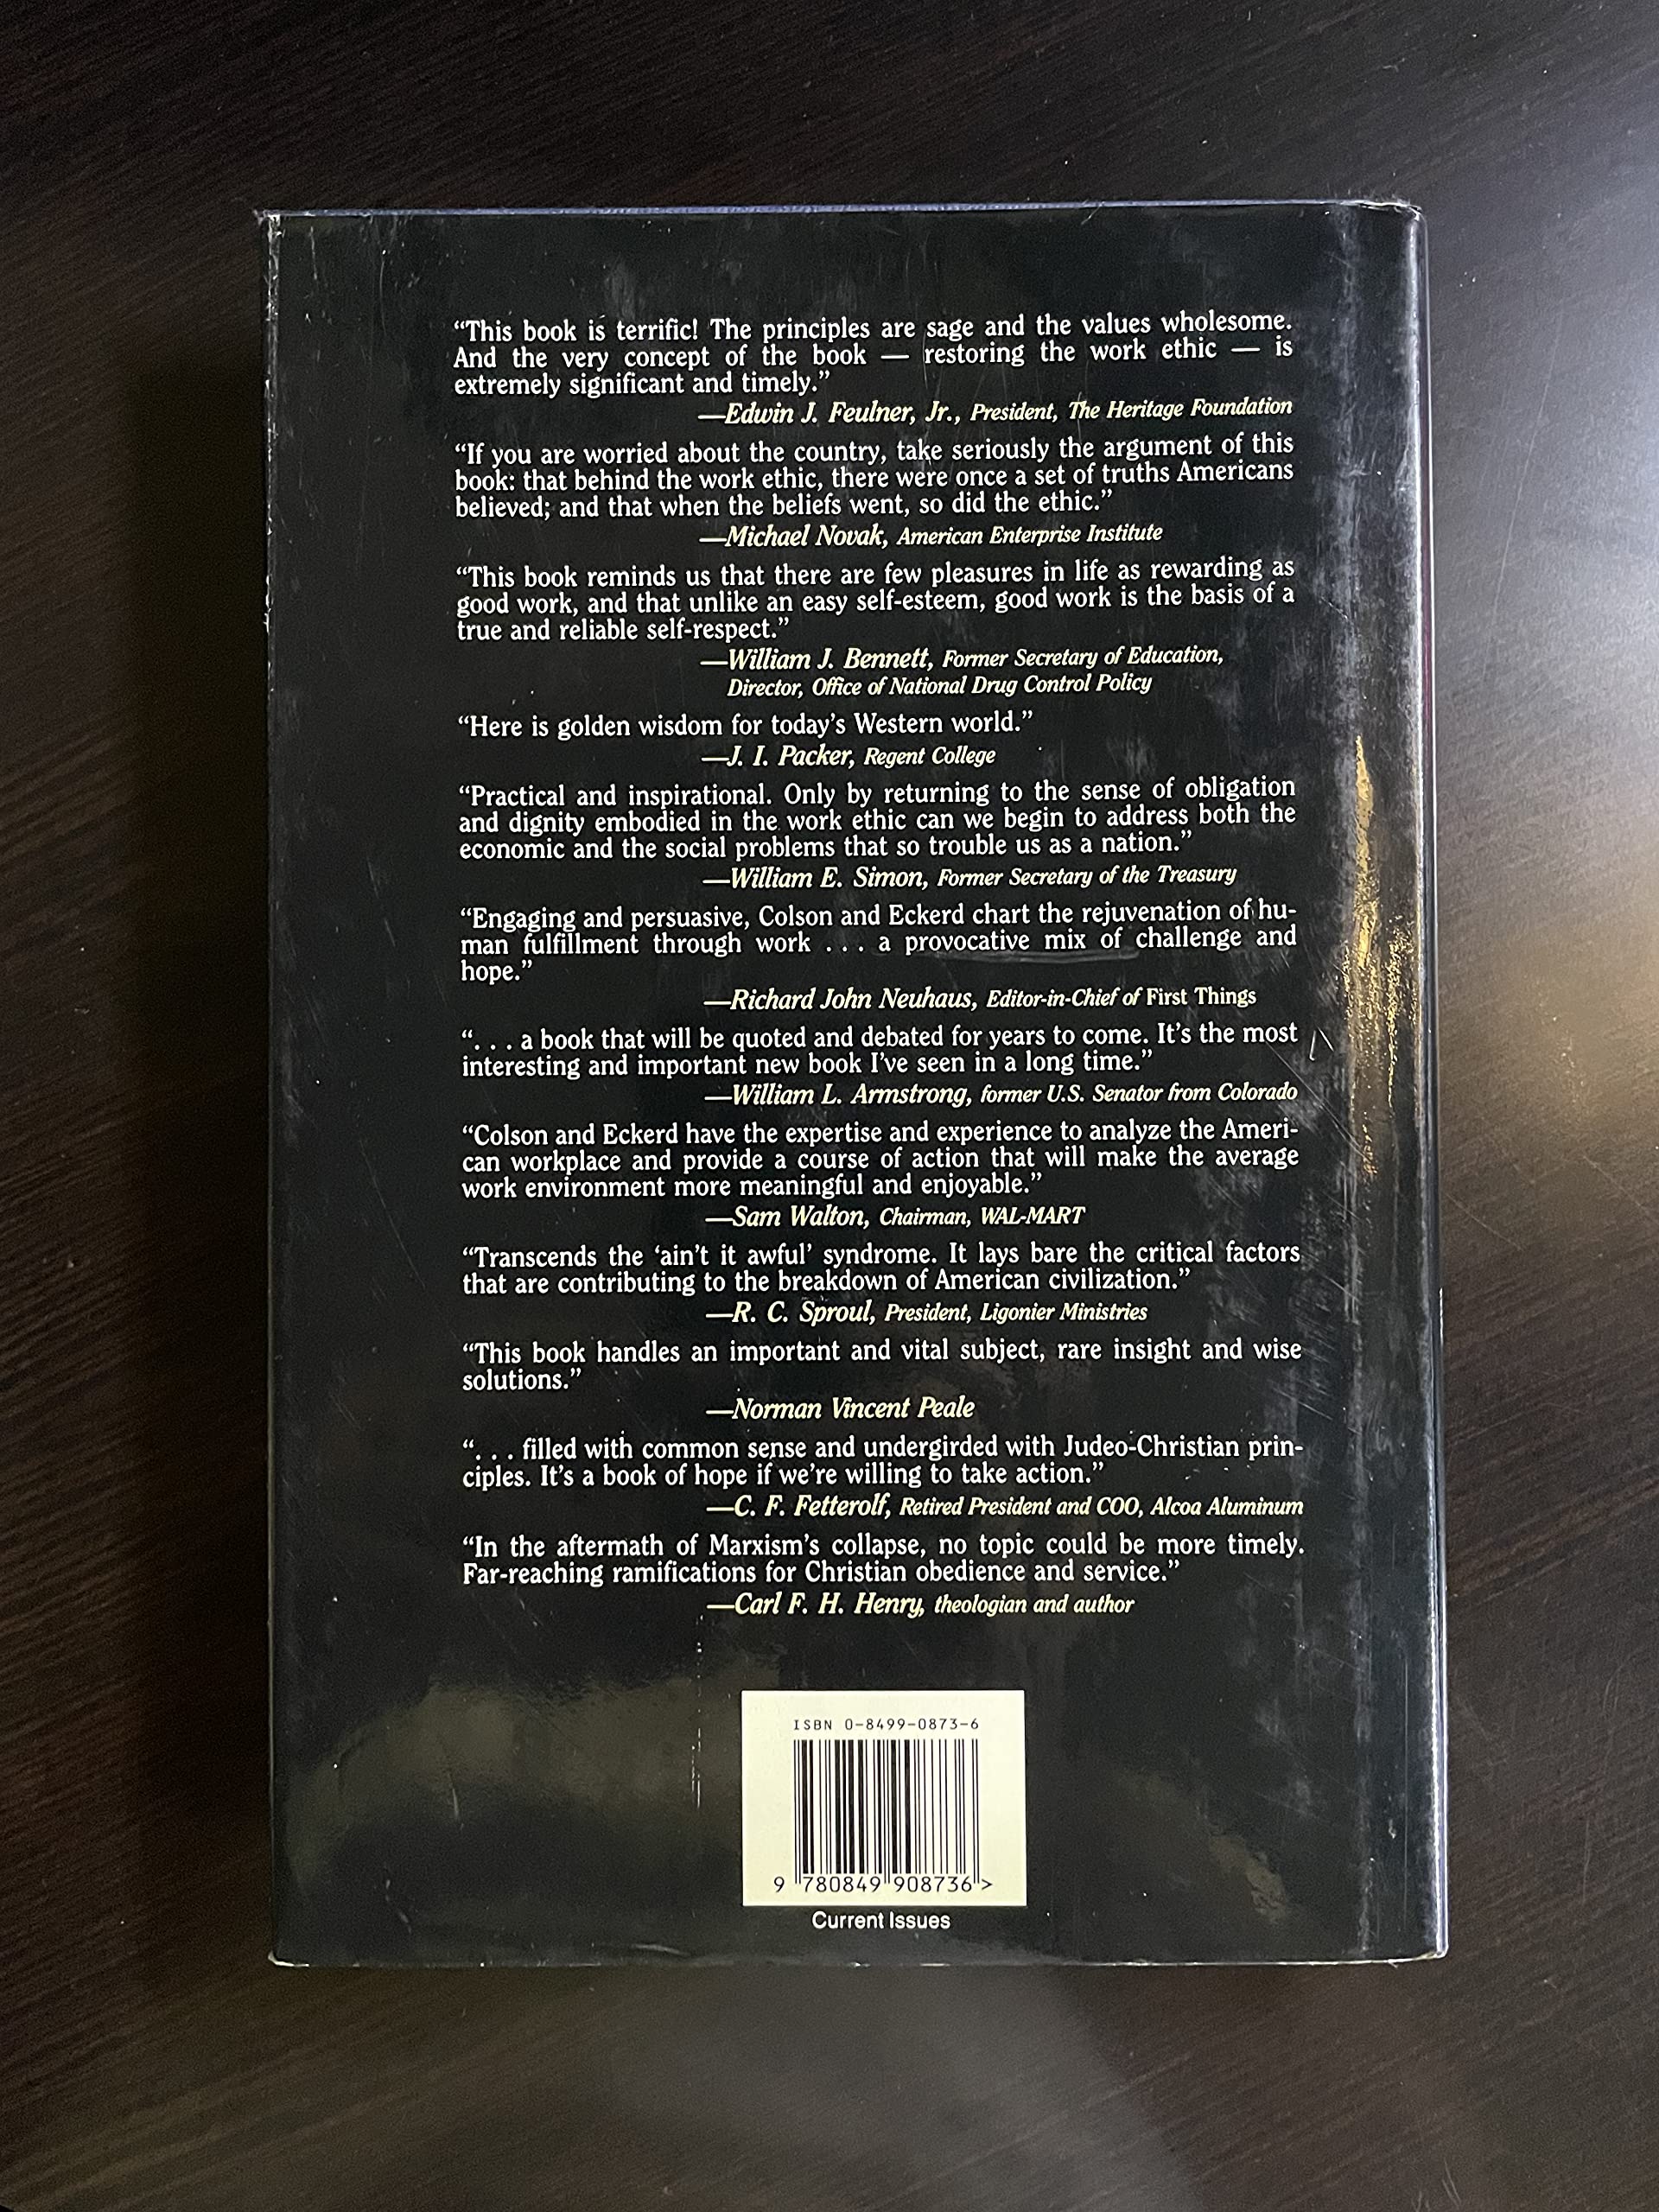 “This book is terrific! The principles are sage and the values wholesome.
And the very concept of the book — restoring the work ethic — is
extremely significant and timely.”
—Edwin J. Feulner, Jr., President, The Heritage Foundation
“If you are worried about the country, take seriously the argument of this
book: that behind the work ethic, there were once a set of truths Americans
believed; and that when the beliefs went, so did the ethic.”
—Michael Novak, American Enterprise Institute
“This book reminds us that there are few pleasures in life as rewarding as
good work, and that unlike an easy self-esteem, good work is the basis of a
true and reliable self-respect.”
—William J. Bennett, Former Secretary of Education,
Director, Office of National Drug Control Policy
“Here is golden wisdom for today’s Western world.”
—J. I. Packer, Regent College
“Practical and inspirational. Only by returning to the sense of obligation
and dignity embodied in the work ethic can we begin to address both the
economic and the social problems that so trouble us as a nation.”
—William E. Simon, Former Secretary of the Treasury
“Engaging and persuasive, Colson and Eckerd chart the rejuvenation of hu-
man fulfillment through work . . . a provocative mix of challenge and
hope.”
—Richard John Neuhaus, Editor-in-Chief of First Things
“. . . a book that will be quoted and debated for years to come. It’s the most
interesting and important new book I’ve seen in a long time.”
—William L. Armstrong, former U.S. Senator from Colorado
“Colson and Eckerd have the expertise and experience to analyze the Ameri-
can workplace and provide a course of action that will make the average
work environment more meaningful and enjoyable.”
—Sam Walton, Chairman, WAL-MART
“Transcends the ‘ain’t it awful’ syndrome. It lays bare the critical factors
that are contributing to the breakdown of American civilization.”
—R. C. Sproul, President, Ligonier Ministries
“This book handles an important and vital subject, rare insight and wise
solutions.”
—Norman Vincent Peale
“. . . filled with common sense and undergirded with Judeo-Christian prin-
ciples. It’s a book of hope if we’re willing to take action.”
—C. F. Fetterolf, Retired President and COO, Alcoa Aluminum
“In the aftermath of Marxism’s collapse, no topic could be more timely.
Far-reaching ramifications for Christian obedience and service.”
—Carl F. H. Henry, theologian and author
ISBN 0-8499-0873-6
9 780849 908736 >
Current Issues